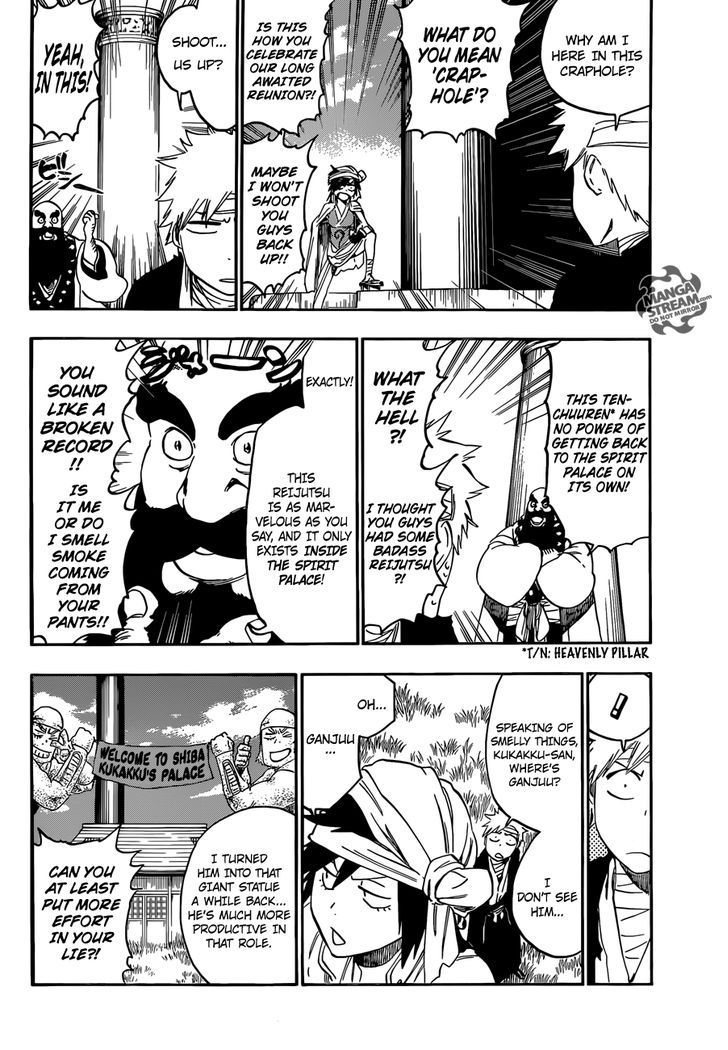 WHY AM I
HERE IN THIS
CRAPHOLE?
WHAT DO
YOU MEAN
'CRAP-
HOLE'?
IS THIS
HOW YOU
CELEBRATE
OUR LONG
AWAITED
REUNION?!
MAYBE
I WON'T
SHOOT
YOU
GUYS
BACK
UP!!
SHOOT...
US UP?
YEAH,
IN THIS!
ビシ
MANGA
STREAM.COM
DO NOT MIRROR
THIS TEN-
CHUUREN* HAS
NO POWER OF
GETTING BACK
TO THE SPIRIT
PALACE ON
ITS OWN!
WHAT
THE
HELL
?!
I THOUGHT
YOU GUYS
HAD SOME
BADASS
REIJUTSU
?!
EXACTLY!
THIS
REIJUTSU
IS AS MAR-
VELOUS AS YOU
SAY, AND IT ONLY
EXISTS INSIDE
THE SPIRIT
PALACE!
YOU
SOUND
LIKE A
BROKEN
RECORD
!!
IS
IT ME
OR DO
I SMELL
SMOKE
COMING
FROM
YOUR
PANTS!!
*T/N: HEAVENLY PILLAR
!
SPEAKING OF
SMELLY THINGS,
KUKAKKU-SAN,
WHERE'S
GANJUU?
I
DON'T SEE
HIM...
OH...
GANJUU
...
WELCOME TO SHIBA
KUKAKKU'S PALACE
I TURNED
HIM INTO THAT
GIANT STATUE
A WHILE BACK...
HE'S MUCH MORE
PRODUCTIVE IN
THAT ROLE.
CAN YOU
AT LEAST
PUT MORE
EFFORT
IN YOUR
LIE?!